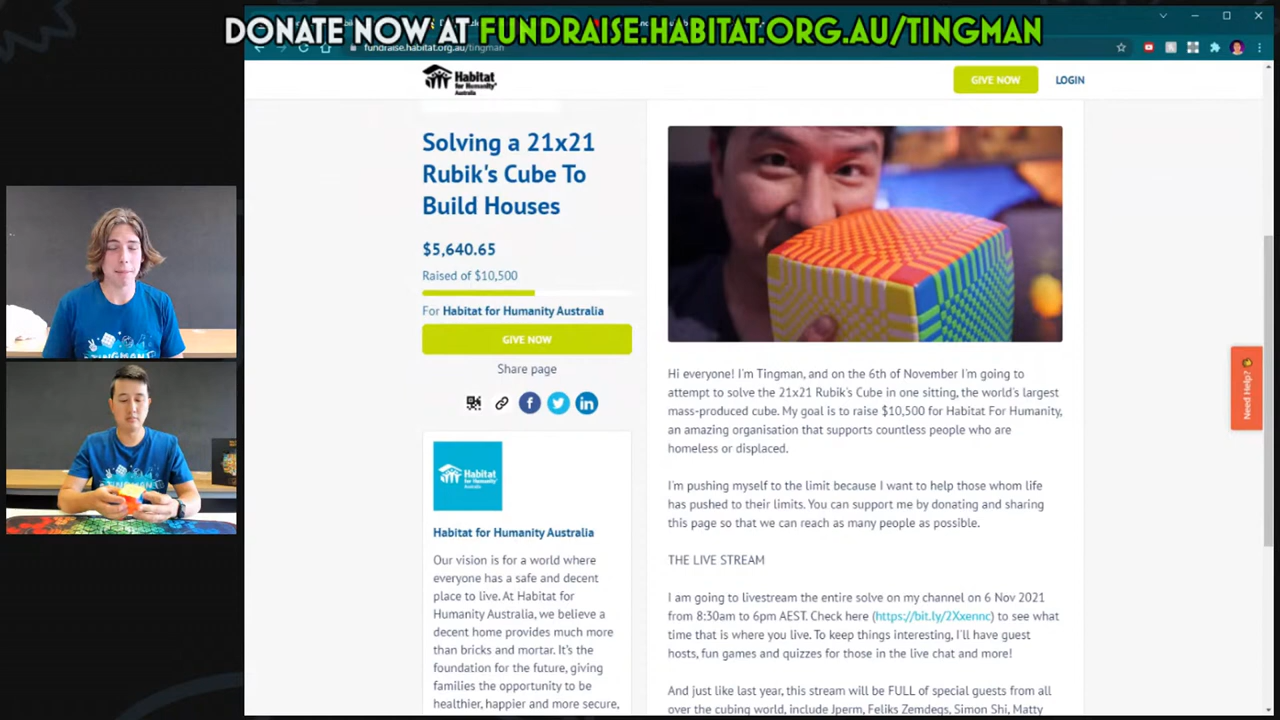 DONATE NOW AT FUNDRAISE.HABITAT.ORG.AU/TINGMAN
fundraise.habitat.org.au/tingman
Habitat
for Humanity®
Australia
GIVE NOW
LOGIN
Solving a 21x21
Rubik's Cube To
Build Houses
$5,640.65
Raised of $10,500
For Habitat for Humanity Australia
GIVE NOW
Share page
Habitat
for Humanity
Australia
Habitat for Humanity Australia
Our vision is for a world where
everyone has a safe and decent
place to live. At Habitat for
Humanity Australia, we believe a
decent home provides much more
than bricks and mortar. It's the
foundation for the future, giving
families the opportunity to be
healthier, happier and more secure,
Hi everyone! I'm Tingman, and on the 6th of November I'm going to
attempt to solve the 21x21 Rubik's Cube in one sitting, the world's largest
mass-produced cube. My goal is to raise $10,500 for Habitat For Humanity,
an amazing organisation that supports countless people who are
homeless or displaced.
I'm pushing myself to the limit because I want to help those whom life
has pushed to their limits. You can support me by donating and sharing
this page so that we can reach as many people as possible.
THE LIVE STREAM
I am going to livestream the entire solve on my channel on 6 Nov 2021
from 8:30am to 6pm AEST. Check here (https://bit.ly/2Xxennc) to see what
time that is where you live. To keep things interesting, I'll have guest
hosts, fun games and quizzes for those in the live chat and more!
And just like last year, this stream will be FULL of special guests from all
over the cubing world, include Jperm, Feliks Zemdegs, Simon Shi, Matty
Need Help?
TINGMAN